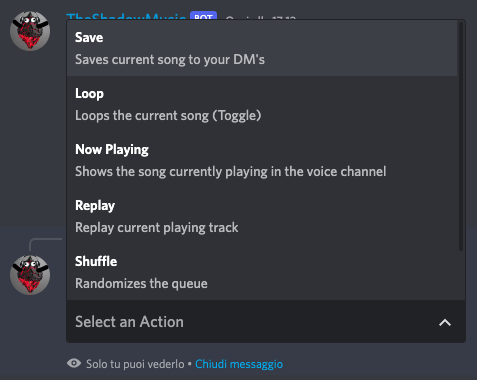 TheShadowMusic BOT Oggi alle 17:12
Save
Saves current song to your DM's
Loop
Loops the current song (Toggle)
Now Playing
Shows the song currently playing in the voice channel
Replay
Replay current playing track
Shuffle
Randomizes the queue
Select an Action
Solo tu puoi vederlo • Chiudi messaggio